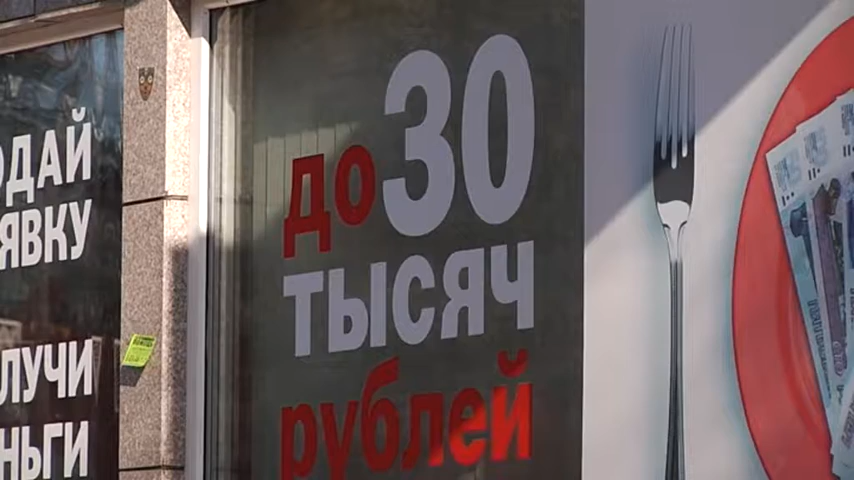 ОДАЙ
ЯВКУ
ЛУЧИ
НЬГИ
до 30
ТЫСЯЧ
рублей